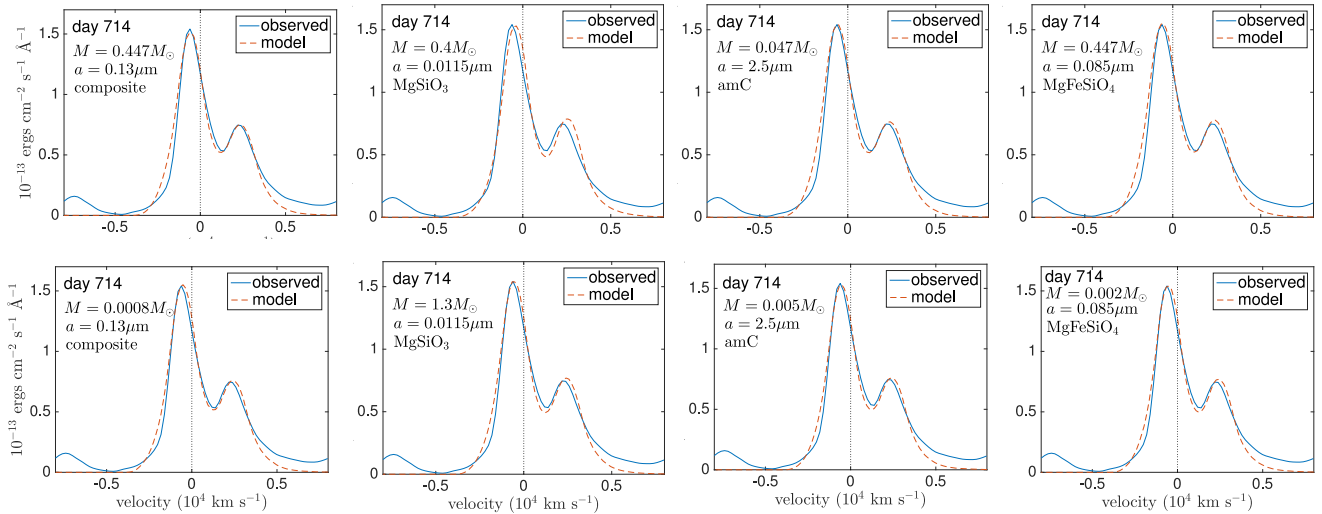 day 714
observed
model
M = 0.447M⊙
a = 0.13μm
composite
day 714
observed
model
M = 0.4M⊙
a = 0.0115μm
MgSiO₃
day 714
observed
model
M = 0.047M⊙
a = 2.5μm
amC
day 714
observed
model
M = 0.447M⊙
a = 0.085μm
MgFeSiO₄
10⁻¹³ ergs cm⁻² s⁻¹ Å⁻¹
1.5
1
0.5
0
-0.5
0
0.5
1.5
1
0.5
0
-0.5
0
0.5
1.5
1
0.5
0
-0.5
0
0.5
1.5
1
0.5
0
-0.5
0
0.5
day 714
observed
model
M = 0.0008M⊙
a = 0.13μm
composite
day 714
observed
model
M = 1.3M⊙
a = 0.0115μm
MgSiO₃
day 714
observed
model
M = 0.005M⊙
a = 2.5μm
amC
day 714
observed
model
M = 0.002M⊙
a = 0.085μm
MgFeSiO₄
10⁻¹³ ergs cm⁻² s⁻¹ Å⁻¹
1.5
1
0.5
0
-0.5
0
0.5
velocity (10⁴ km s⁻¹)
1.5
1
0.5
0
-0.5
0
0.5
velocity (10⁴ km s⁻¹)
1.5
1
0.5
0
-0.5
0
0.5
velocity (10⁴ km s⁻¹)
1.5
1
0.5
0
-0.5
0
0.5
velocity (10⁴ km s⁻¹)